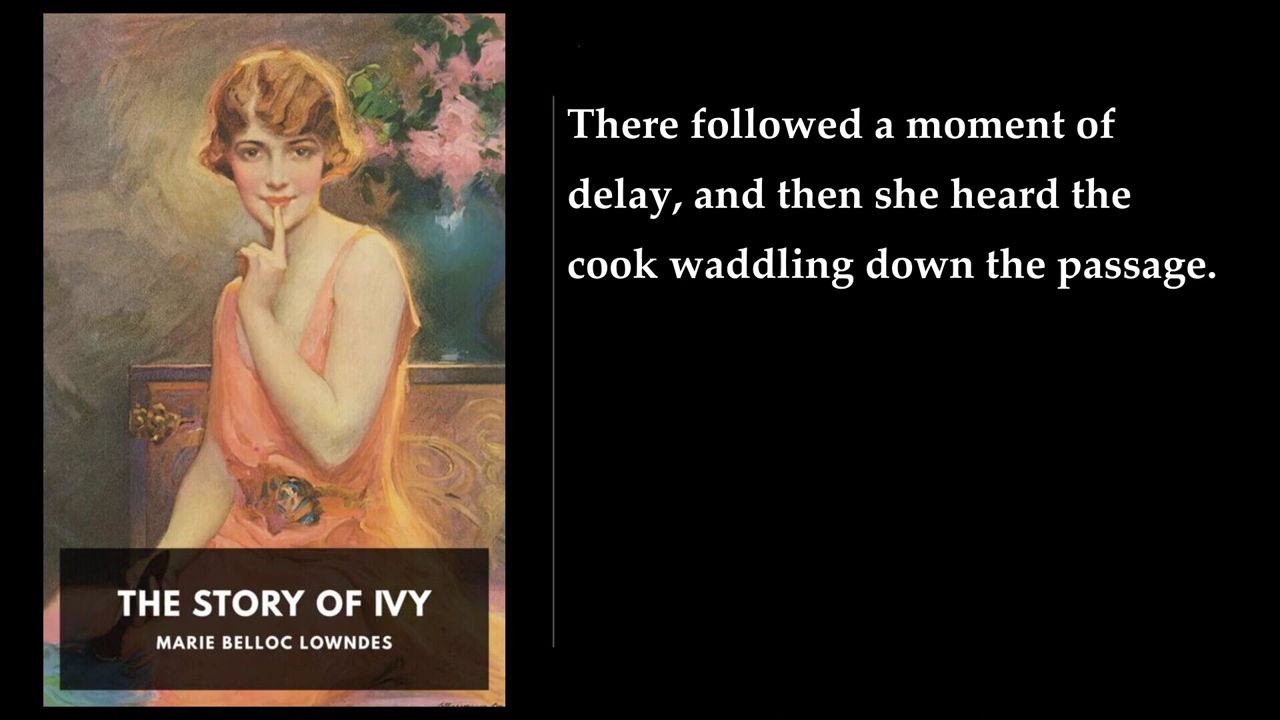 There followed a moment of
delay, and then she heard the
cook waddling down the passage.
THE STORY OF IVY
MARIE BELLOC LOWNDES